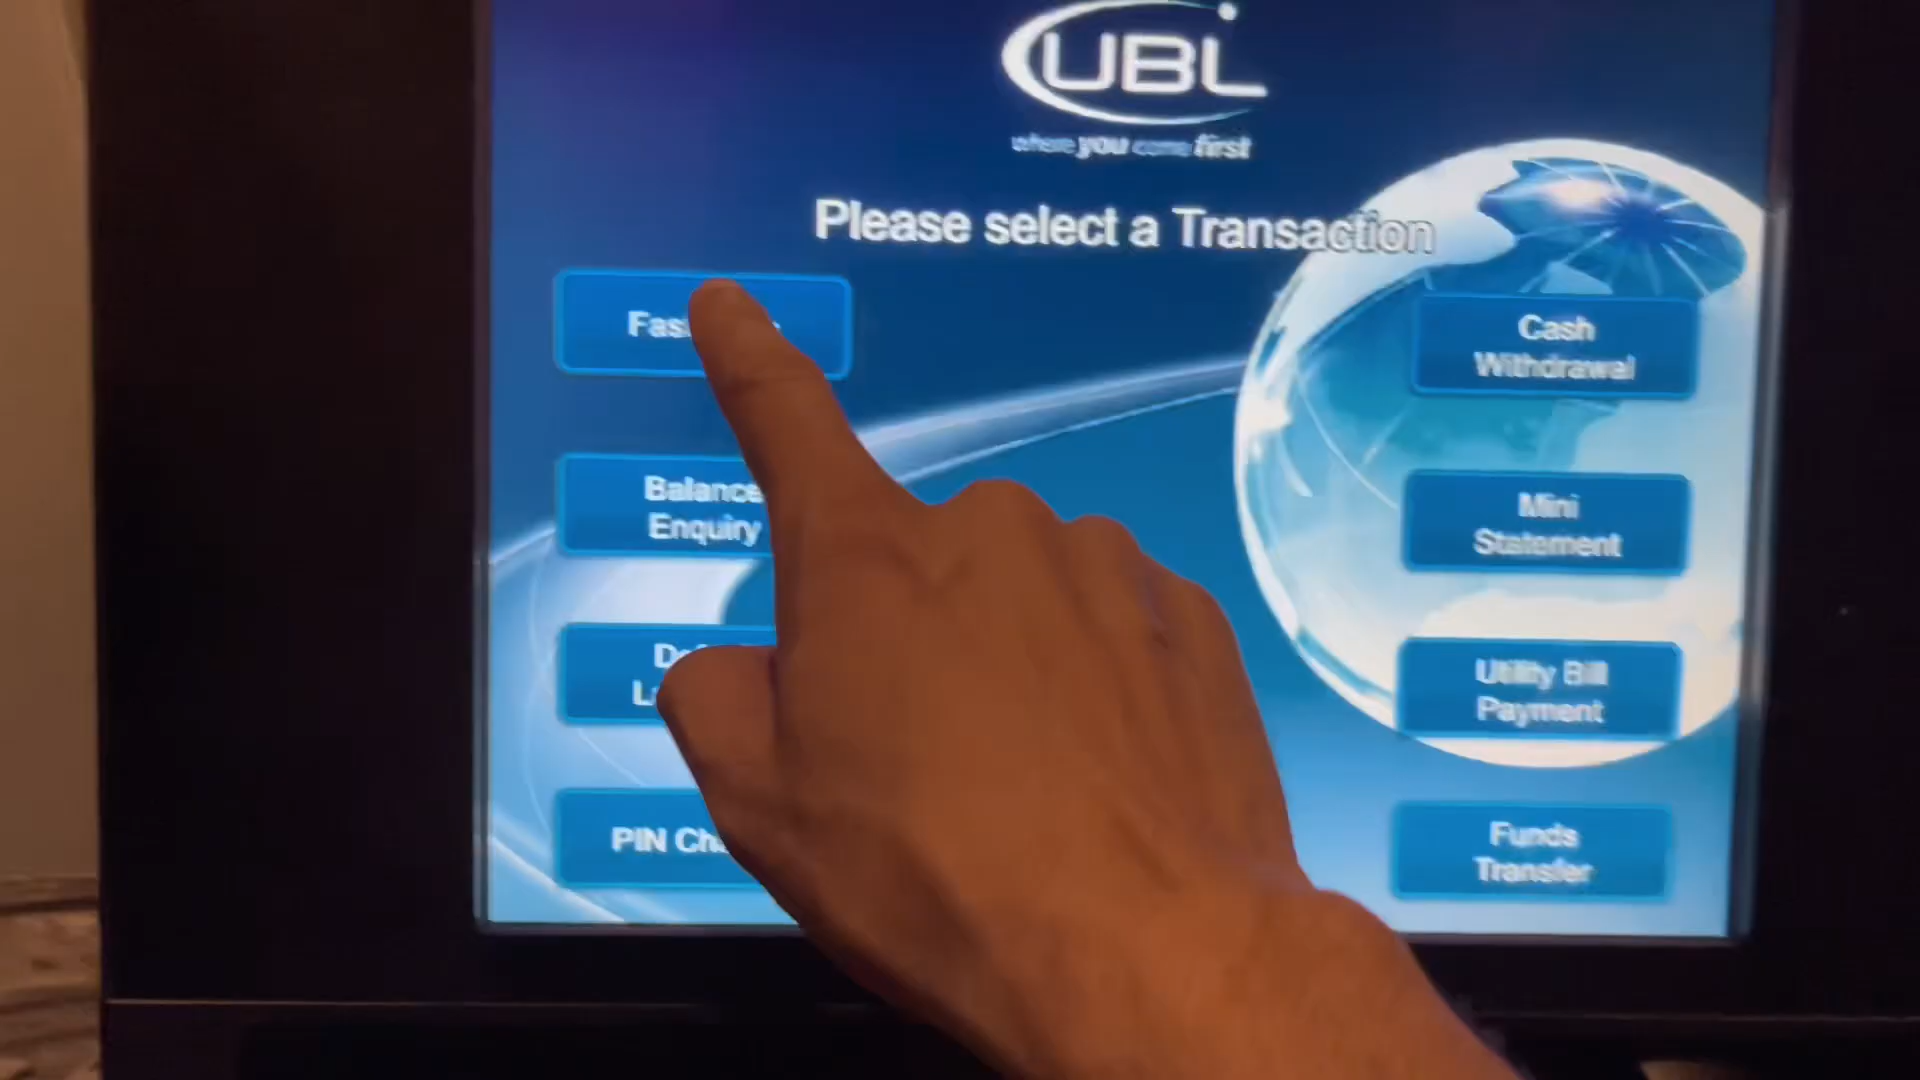 UBL
where you come first
Please select a Transaction
Cash
Withdrawal
Balance
Enquiry
Mini
Statement
Utility Bill
Payment
PIN
Funds
Transfer